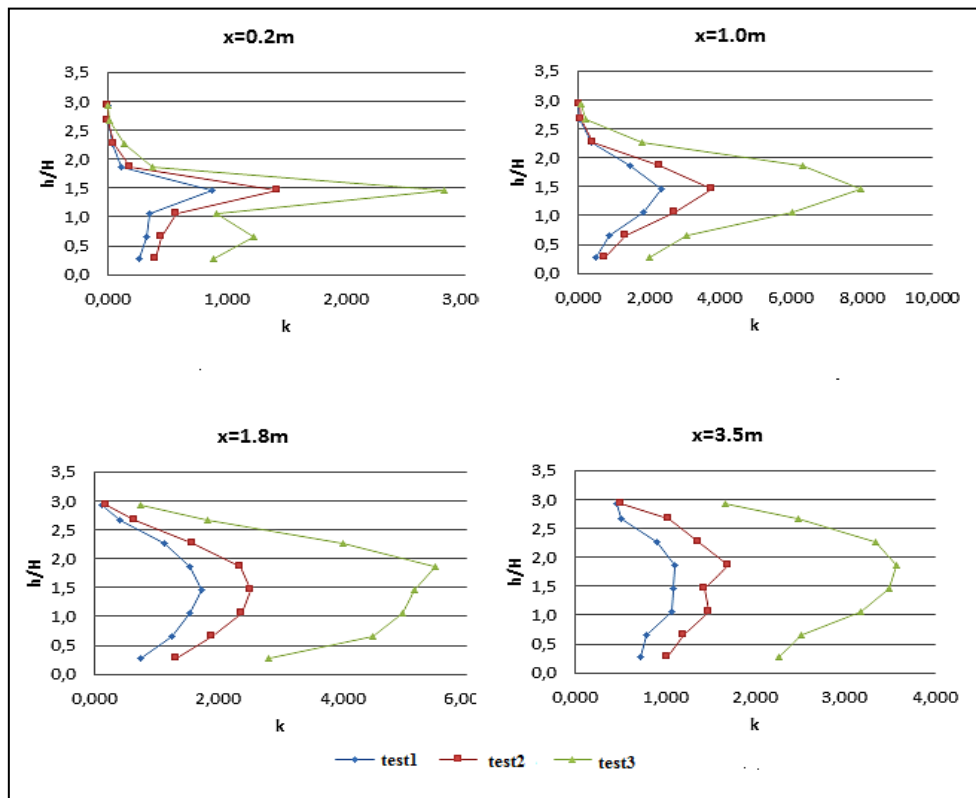 x=0.2m
3,5
3,0
2,5
2,0
1,5
1,0
0,5
0,0
h/H
0,000 1,000 2,000 3,00
k
x=1.0m
3,5
3,0
2,5
2,0
1,5
1,0
0,5
0,0
h/H
0,000 2,000 4,000 6,000 8,000 10,000
k
x=1.8m
3,5
3,0
2,5
2,0
1,5
1,0
0,5
0,0
h/H
0,000 2,000 4,000 6,00
k
x=3.5m
3,5
3,0
2,5
2,0
1,5
1,0
0,5
0,0
h/H
0,000 1,000 2,000 3,000 4,000
k
test1 test2 test3